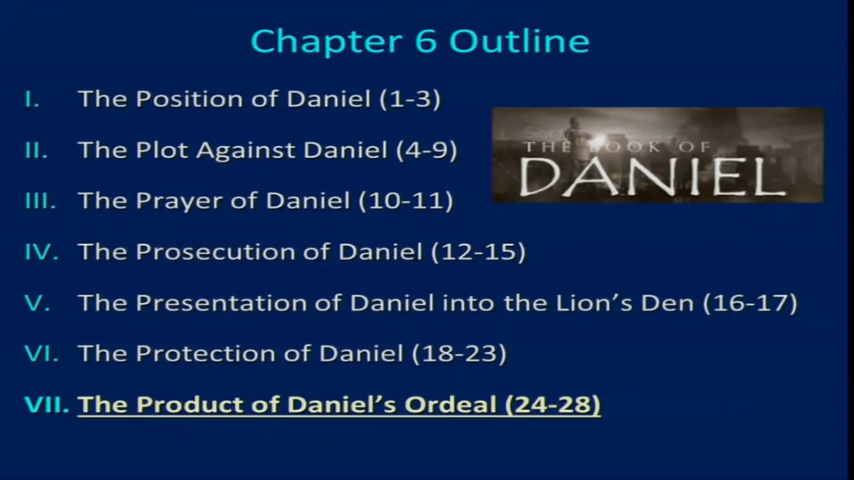 Chapter 6 Outline
I. The Position of Daniel (1-3)
II. The Plot Against Daniel (4-9)
III. The Prayer of Daniel (10-11)
IV. The Prosecution of Daniel (12-15)
V. The Presentation of Daniel into the Lion's Den (16-17)
VI. The Protection of Daniel (18-23)
VII. The Product of Daniel's Ordeal (24-28)
THE BOOK OF
DANIEL